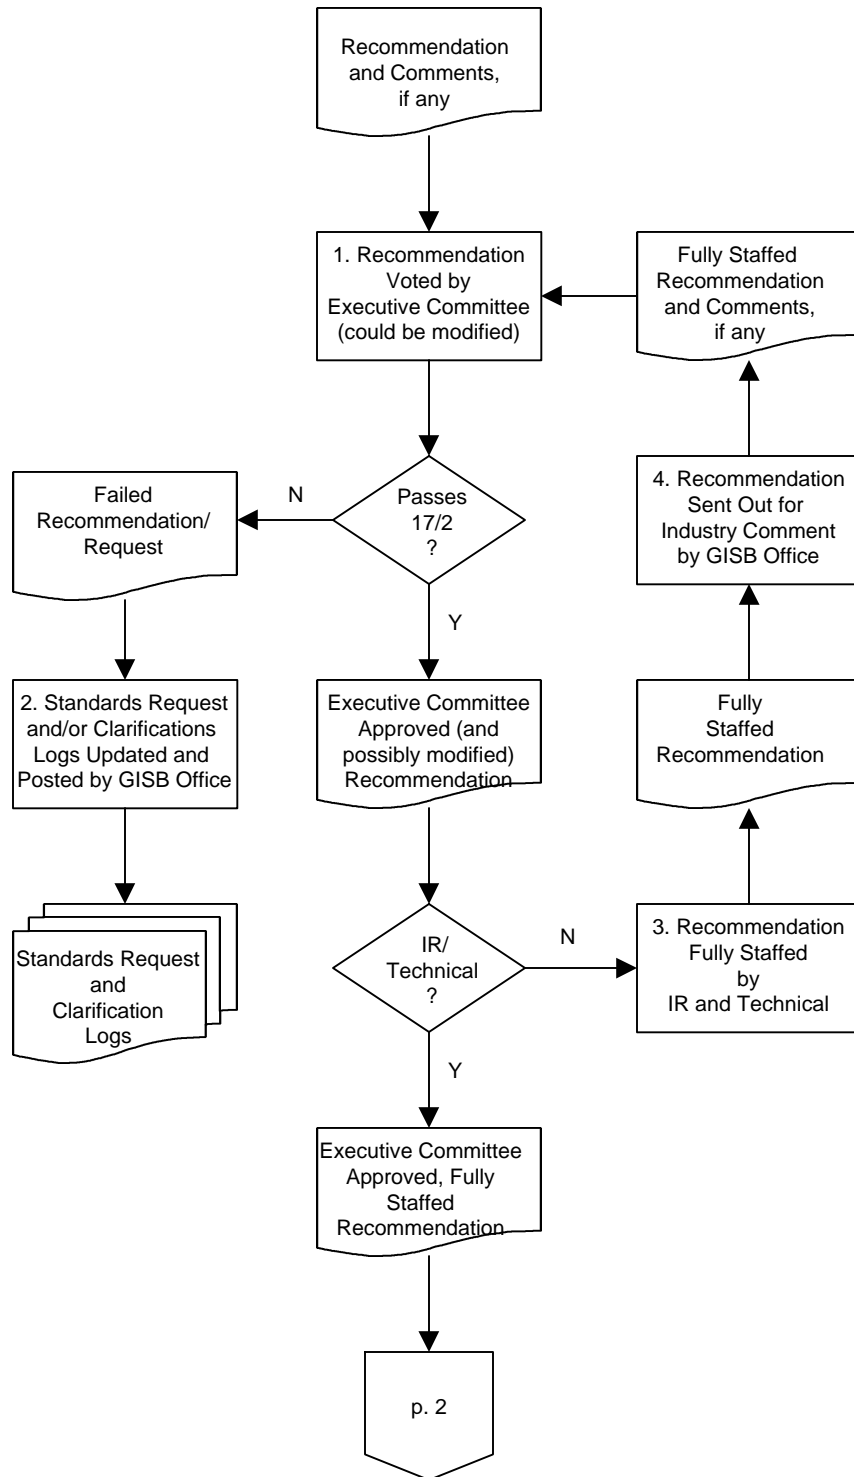 Recommendation
and Comments,
if any
1. Recommendation
Voted by
Executive Committee
(could be modified)
Fully Staffed
Recommendation
and Comments,
if any
Failed
Recommendation/
Request
N
Passes
17/2
?
4. Recommendation
Sent Out for
Industry Comment
by GISB Office
Y
2. Standards Request
and/or Clarifications
Logs Updated and
Posted by GISB Office
Executive Committee
Approved (and
possibly modified)
Recommendation
Fully
Staffed
Recommendation
Standards Request
and
Clarification
Logs
IR/
Technical
?
N
3. Recommendation
Fully Staffed
by
IR and Technical
Y
Executive Committee
Approved, Fully
Staffed
Recommendation
p. 2